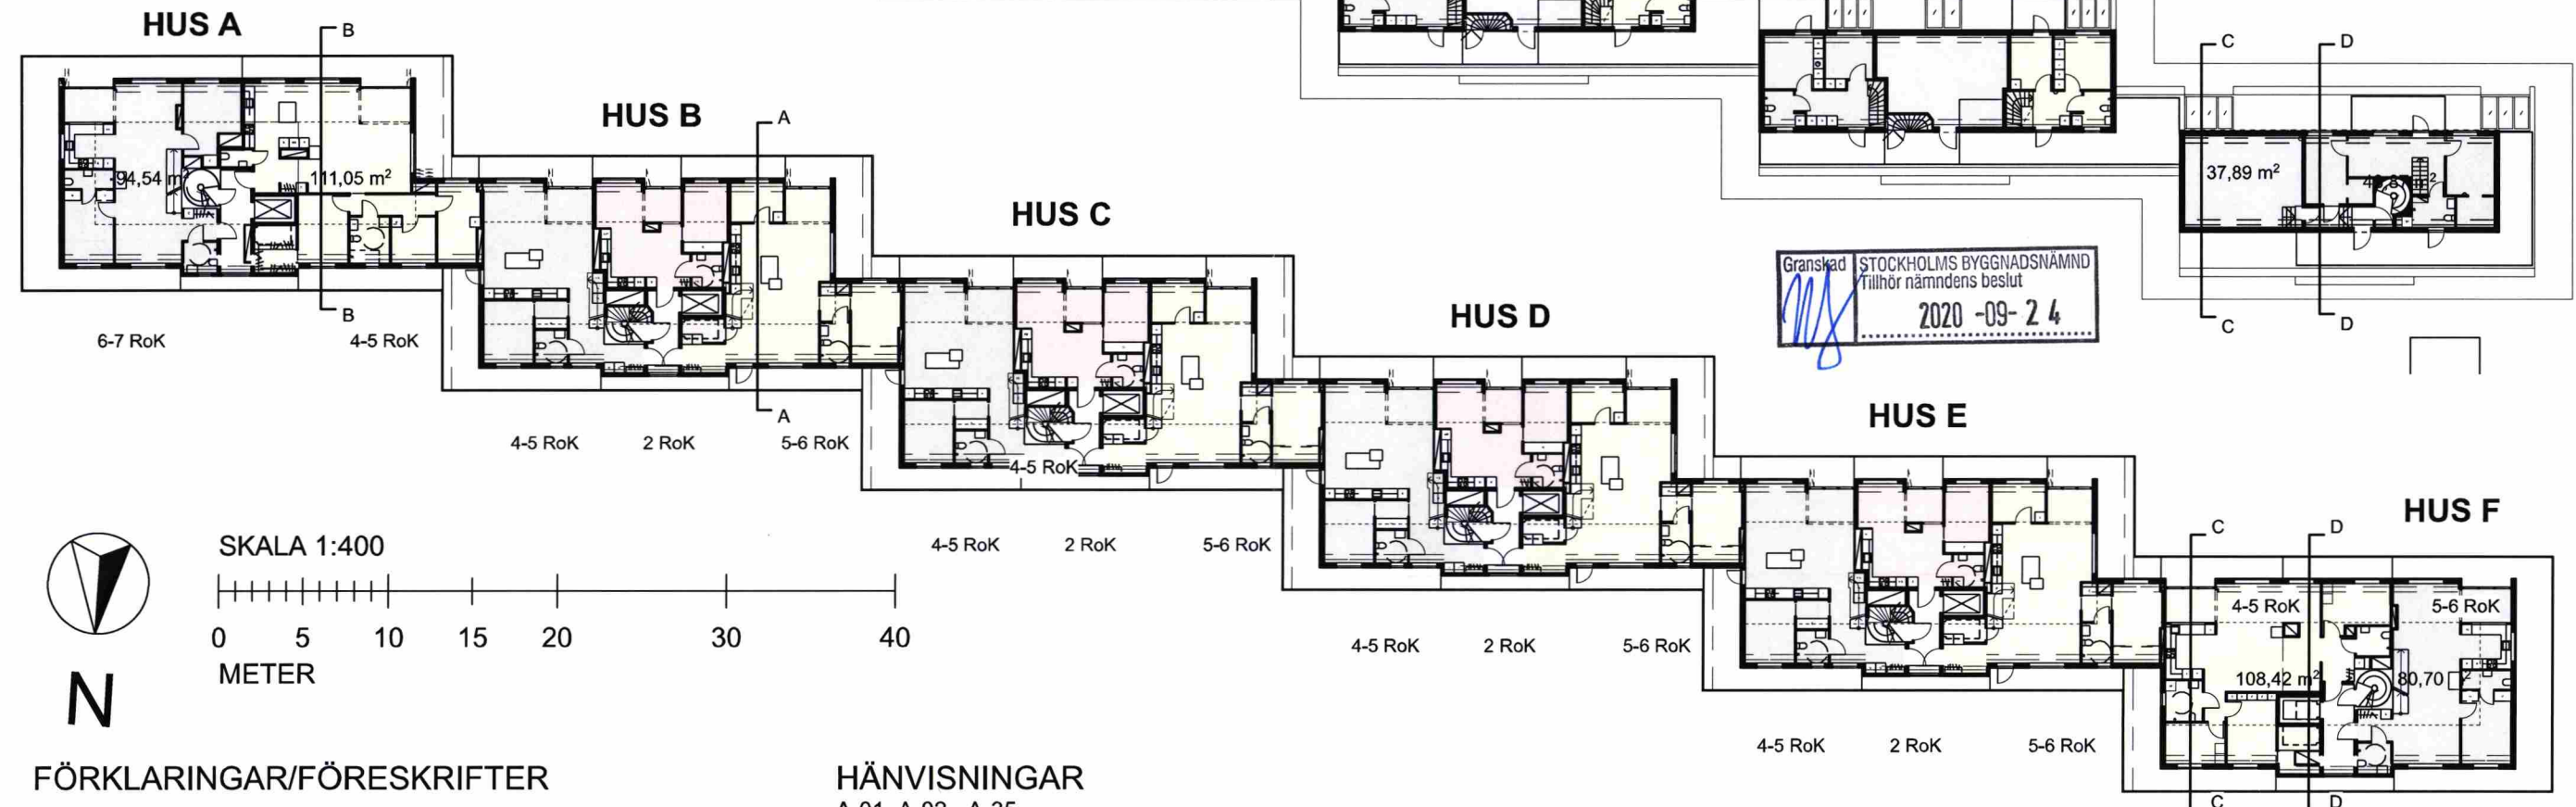 HUS A
B
HUS B
A
C
D
94,54 m
111,05 m²
37,89 m²
HUS C
Granskad
STOCKHOLMS BYGGNADSNÄMND
Tillhör nämndens beslut
2020 -09- 2 4
B
C
D
HUS D
6-7 RoK
4-5 RoK
A
HUS E
4-5 RoK
2 RoK
5-6 RoK
4-5 RoK
HUS F
C
D
SKALA 1:400
4-5 RoK
2 RoK
5-6 RoK
0 5 10 15 20 30 40
METER
4-5 RoK
5-6 RoK
4-5 RoK
2 RoK
5-6 RoK
108,42 m²
80,70
N
4-5 RoK
2 RoK
5-6 RoK
FÖRKLARINGAR/FÖRESKRIFTER
HÄNVISNINGAR
C
D